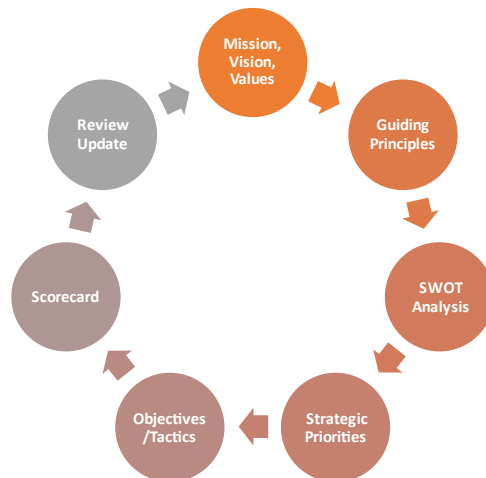 Mission,
Vision,
Values
Guiding
Principles
SWOT
Analysis
Strategic
Priorities
Objectives
/Tactics
Scorecard
Review
Update